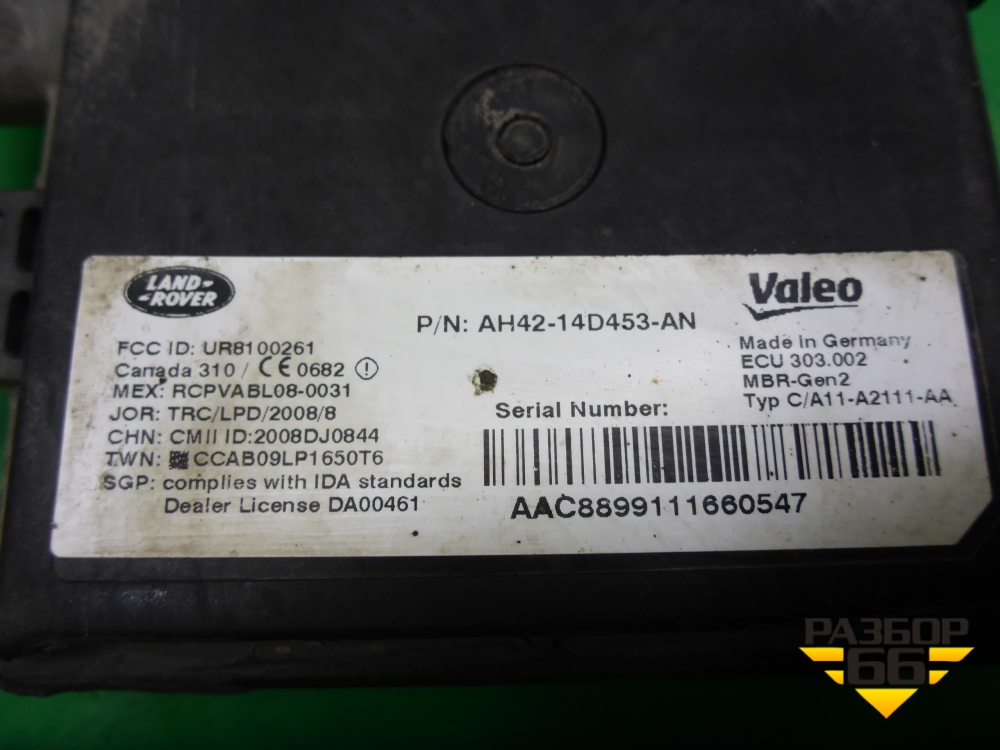 LAND-
-ROVER
Valeo
P/N: AH42-14D453-AN
FCC ID: UR8100261
Canada 310 / CE 0682
MEX: RCPVABL08-0031
JOR: TRC/LPD/2008/8
CHN: CMII ID:2008DJ0844
TWN: CCAB09LP1650T6
SGP: complies with IDA standards
Dealer License DA00461
Made in Germany
ECU 303.002
MBR-Gen2
Typ C/A11-A2111-AA
Serial Number:
AAC8899111660547
РАЗБОР
66